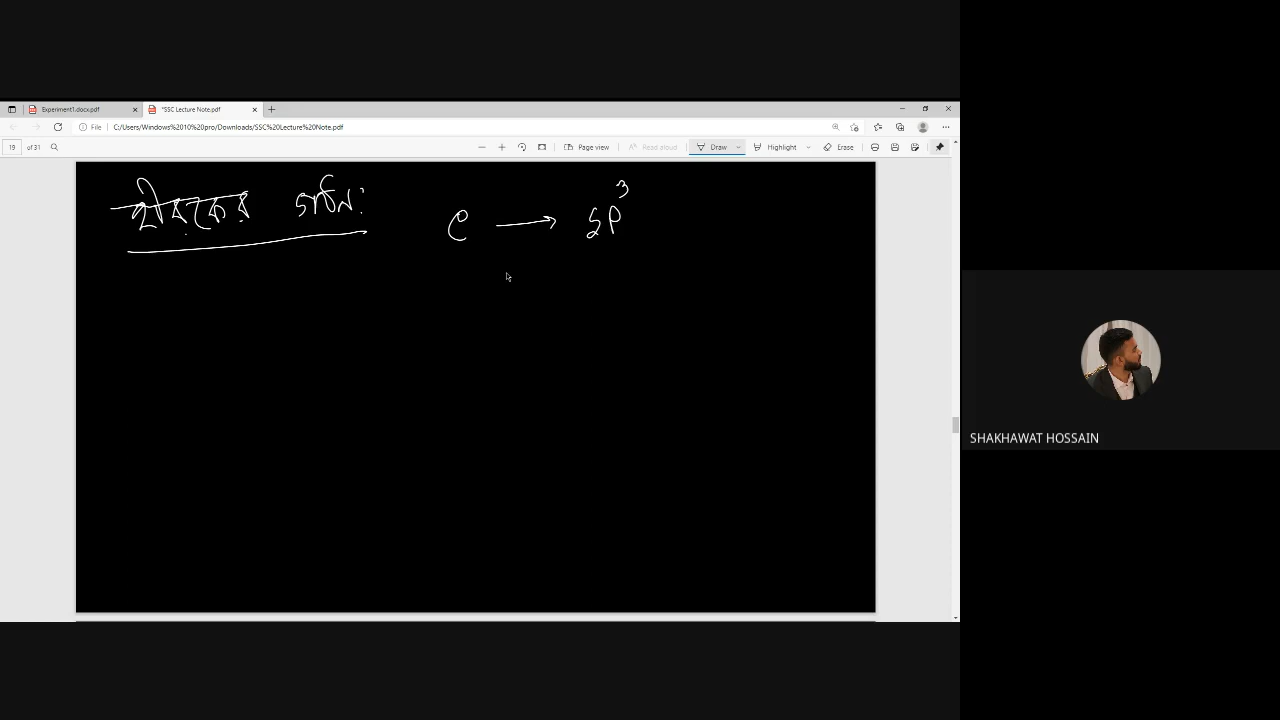 Experiment1.docx.pdf
*SSC Lecture Note.pdf
File C:/Users/Windows%2010%20pro/Downloads/SSC%20Lecture%20Note.pdf
19 of 31 Page view Read aloud Draw Highlight Erase
হীরকের গঠন: C → SP³
SHAKHAWAT HOSSAIN